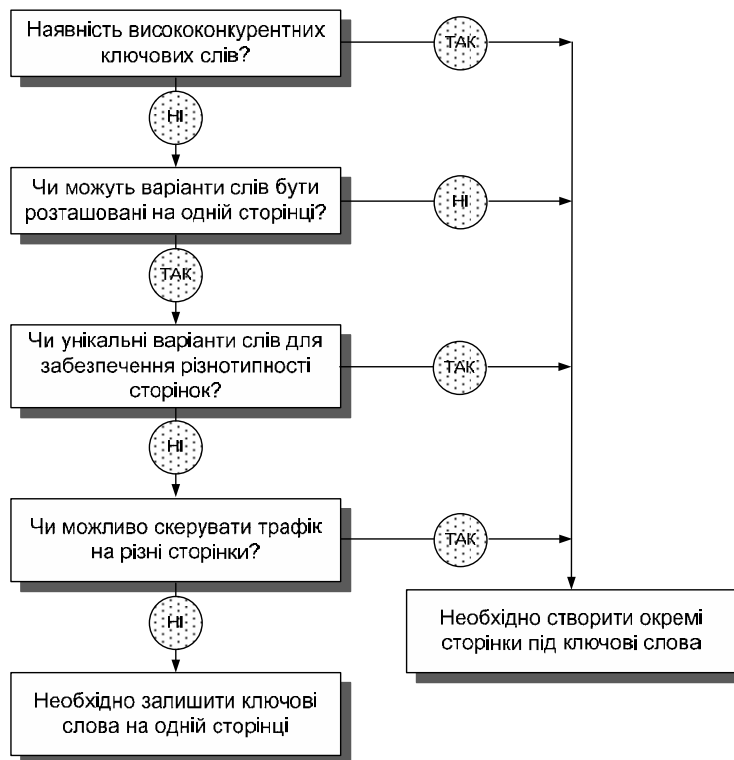 Наявність висококонкурентних
ключових слів?
ТАК
НІ
Чи можуть варіанти слів бути
розташовані на одній сторінці?
НІ
ТАК
Чи унікальні варіанти слів для
забезпечення різнотипності
сторінок?
ТАК
НІ
Чи можливо скерувати трафік
на різні сторінки?
ТАК
НІ
Необхідно створити окремі
сторінки під ключові слова
Необхідно залишити ключові
слова на одній сторінці